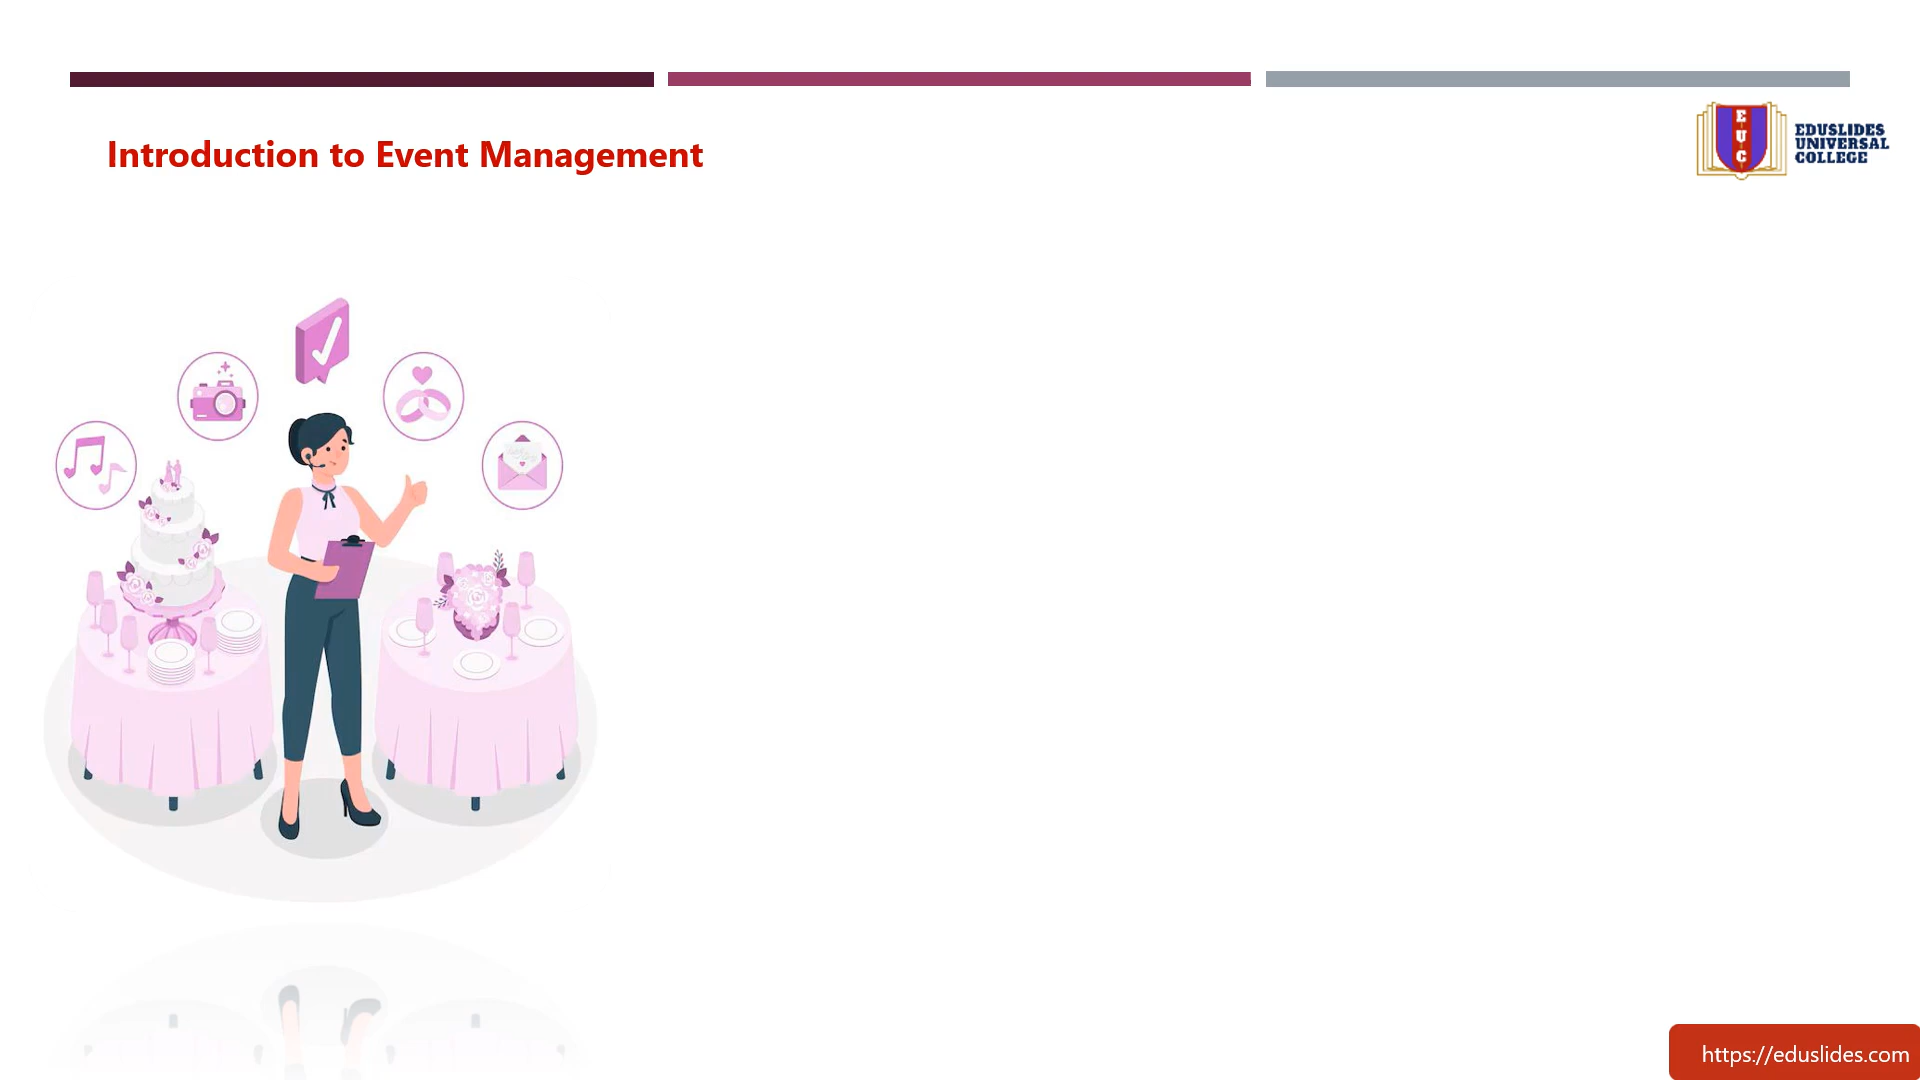 Introduction to Event Management
E
U
C
EDUSLIDES
UNIVERSAL
COLLEGE
https://eduslides.com